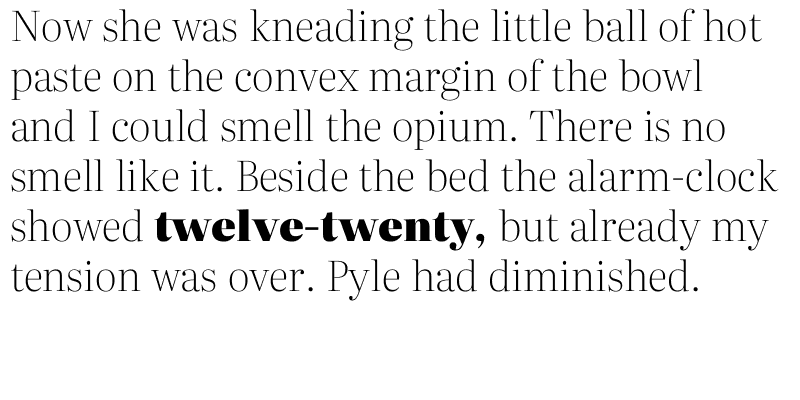 Now she was kneading the little ball of hot
paste on the convex margin of the bowl
and I could smell the opium. There is no
smell like it. Beside the bed the alarm-clock
showed twelve-twenty, but already my
tension was over. Pyle had diminished.